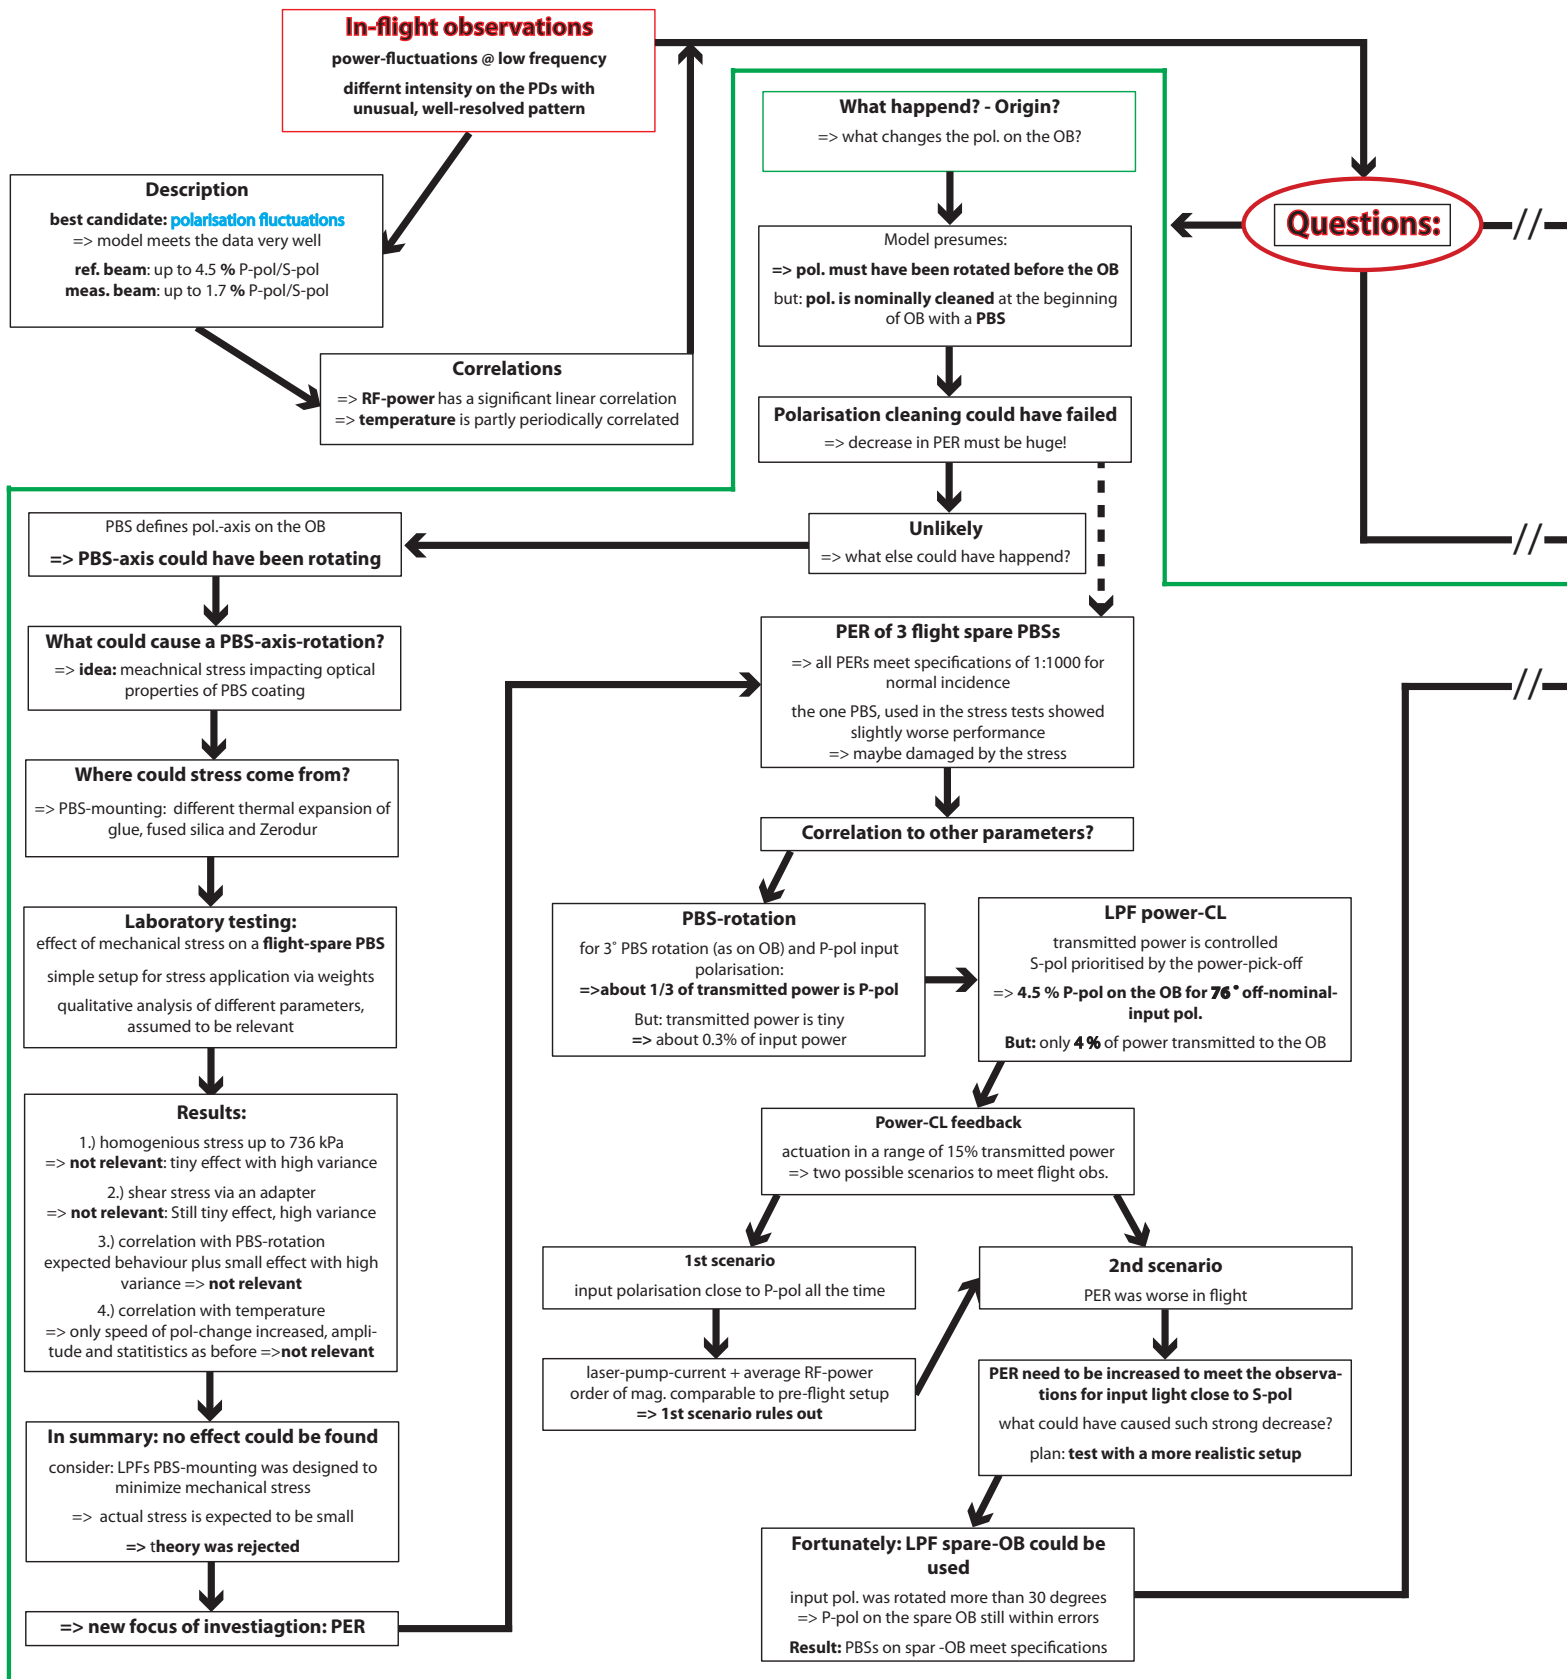 In-flight observations
power-fluctuations @ low frequency
differnt intensity on the PDs with
unusual, well-resolved pattern
Description
best candidate: polarisation fluctuations
=> model meets the data very well
ref. beam: up to 4.5 % P-pol/S-pol
meas. beam: up to 1.7 % P-pol/S-pol
Correlations
=> RF-power has a significant linear correlation
=> temperature is partly periodically correlated
Questions:
//
//
//
What happend? - Origin?
=> what changes the pol. on the OB?
Model presumes:
=> pol. must have been rotated before the OB
but: pol. is nominally cleaned at the beginning
of OB with a PBS
Polarisation cleaning could have failed
=> decrease in PER must be huge!
Unlikely
=> what else could have happend?
PBS defines pol.-axis on the OB
=> PBS-axis could have been rotating
What could cause a PBS-axis-rotation?
=> idea: meachnical stress impacting optical
properties of PBS coating
Where could stress come from?
=> PBS-mounting: different thermal expansion of
glue, fused silica and Zerodur
Laboratory testing:
effect of mechanical stress on a flight-spare PBS
simple setup for stress application via weights
qualitative analysis of different parameters,
assumed to be relevant
Results:
1.) homogenious stress up to 736 kPa
=> not relevant: tiny effect with high variance
2.) shear stress via an adapter
=> not relevant: Still tiny effect, high variance
3.) correlation with PBS-rotation
expected behaviour plus small effect with high
variance => not relevant
4.) correlation with temperature
=> only speed of pol-change increased, ampli-
tude and statitistics as before =>not relevant
In summary: no effect could be found
consider: LPFs PBS-mounting was designed to
minimize mechanical stress
=> actual stress is expected to be small
=> theory was rejected
=> new focus of investiagtion: PER
PER of 3 flight spare PBSs
=> all PERs meet specifications of 1:1000 for
normal incidence
the one PBS, used in the stress tests showed
slightly worse performance
=> maybe damaged by the stress
Correlation to other parameters?
PBS-rotation
for 3° PBS rotation (as on OB) and P-pol input
polarisation:
=>about 1/3 of transmitted power is P-pol
But: transmitted power is tiny
=> about 0.3% of input power
LPF power-CL
transmitted power is controlled
S-pol prioritised by the power-pick-off
=> 4.5 % P-pol on the OB for 76° off-nominal-
input pol.
But: only 4 % of power transmitted to the OB
Power-CL feedback
actuation in a range of 15% transmitted power
=> two possible scenarios to meet flight obs.
1st scenario
input polarisation close to P-pol all the time
laser-pump-current + average RF-power
order of mag. comparable to pre-flight setup
=> 1st scenario rules out
2nd scenario
PER was worse in flight
PER need to be increased to meet the observa-
tions for input light close to S-pol
what could have caused such strong decrease?
plan: test with a more realistic setup
Fortunately: LPF spare-OB could be
used
input pol. was rotated more than 30 degrees
=> P-pol on the spare OB still within errors
Result: PBSs on spar -OB meet specifications